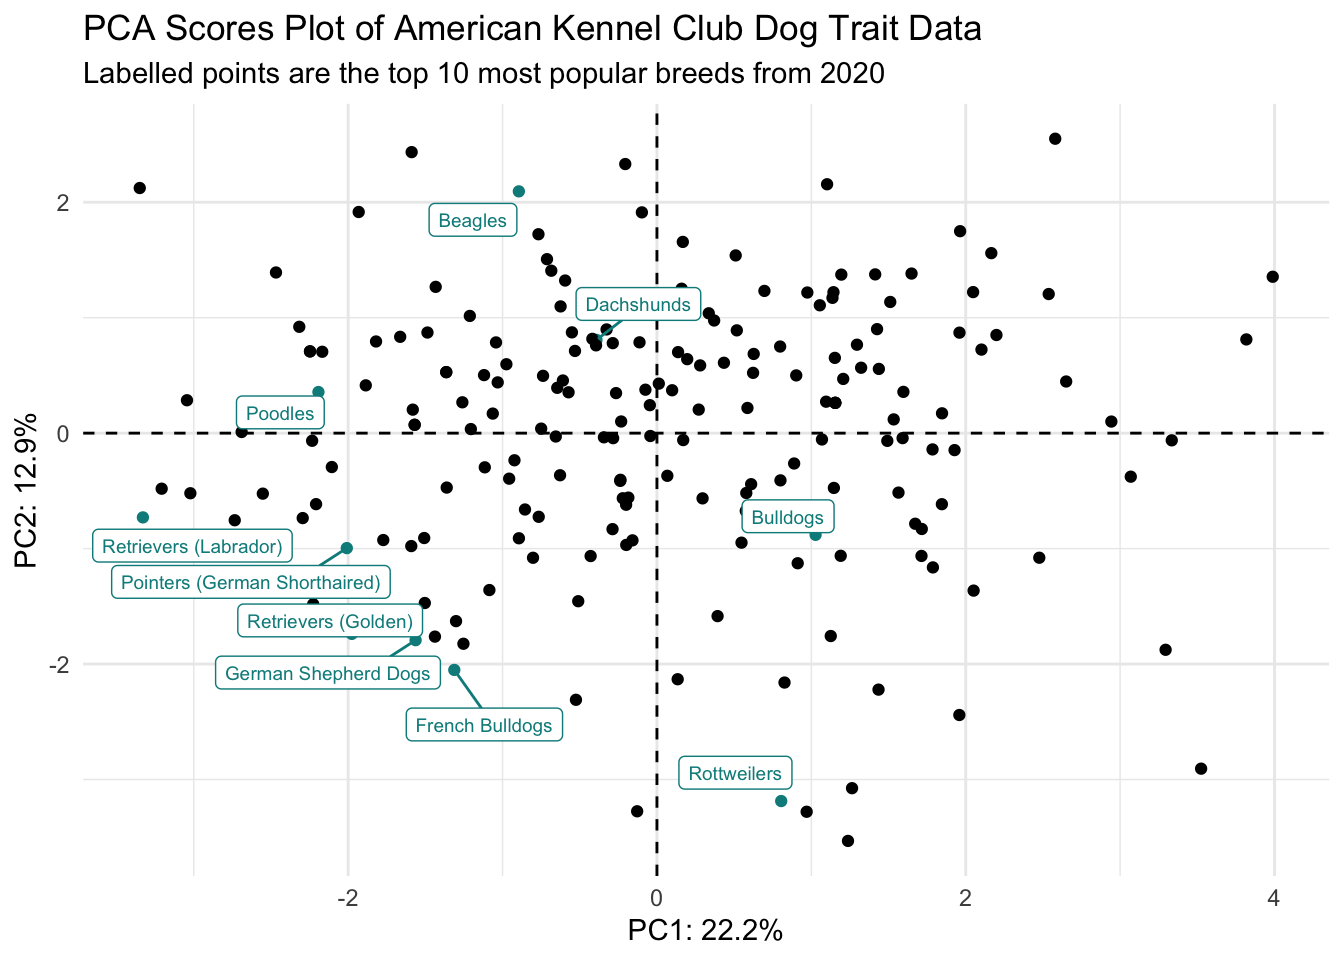 PCA Scores Plot of American Kennel Club Dog Trait Data
Labelled points are the top 10 most popular breeds from 2020
PC2: 12.9%
2
0
-2
Beagles
Dachshunds
Poodles
Bulldogs
Retrievers (Labrador)
Pointers (German Shorthaired)
Retrievers (Golden)
German Shepherd Dogs
French Bulldogs
Rottweilers
-2
0
2
4
PC1: 22.2%